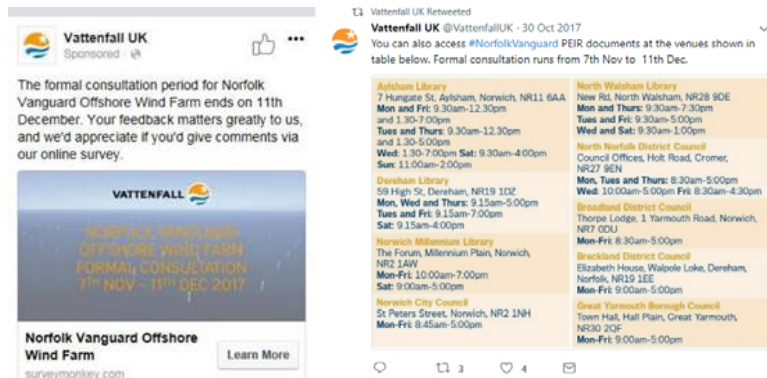 Vattenfall UK
Sponsored
The formal consultation period for Norfolk
Vanguard Offshore Wind Farm ends on 11th
December. Your feedback matters greatly to us,
and we'd appreciate if you'd give comments via
our online survey.
VATTENFALL
NORFOLK VANGUARD
OFFSHORE WIND FARM
FORMAL CONSULTATION
7TH NOV - 11TH DEC 2017
Norfolk Vanguard Offshore
Wind Farm
Learn More
surveymonkey.com
Vattenfall UK Retweeted
Vattenfall UK @VattenfallUK · 30 Oct 2017
You can also access #NorfolkVanguard PEIR documents at the venues shown in
table below. Formal consultation runs from 7th Nov to 11th Dec.
Aylsham Library
7 Hungate St, Aylsham, Norwich, NR11 6AA
Mon and Fri: 9.30am-12.30pm
and 1.30-7:00pm
Tues and Thurs: 9.30am-12.30pm
and 1.30-5:00pm
Wed: 1.30-7:00pm Sat: 9.30am-4:00pm
Sun: 11:00am-2:00pm
Dereham Library
59 High St, Dereham, NR19 1DZ
Mon, Wed and Thurs: 9.15am-5:00pm
Tues and Fri: 9.15am-7:00pm
Sat: 9.15am-4:00pm
Norwich Millennium Library
The Forum, Millennium Plain, Norwich,
NR2 1AW
Mon-Fri: 10:00am-7:00pm
Sat: 9:00am-5:00pm
Norwich City Council
St Peters Street, Norwich, NR2 1NH
Mon-Fri: 8:45am-5:00pm
North Walsham Library
New Rd, North Walsham, NR28 9DE
Mon and Thurs: 9:30am-7:30pm
Tues and Fri: 9:30am-5:00pm
Wed and Sat: 9:30am-1:00pm
North Norfolk District Council
Council Offices, Holt Road, Cromer,
NR27 9EN
Mon, Tues and Thurs: 8:30am-5:00pm
Wed: 10:00am-5:00pm Fri: 8:30am-4:30pm
Broadland District Council
Thorpe Lodge, 1 Yarmouth Road, Norwich,
NR7 0DU
Mon-Fri: 8:30am-5:00pm
Breckland District Council
Elizabeth House, Walpole Loke, Dereham,
Norfolk, NR19 1EE
Mon-Fri: 9:00am-5:00pm
Great Yarmouth Borough Council
Town Hall, Hall Plain, Great Yarmouth,
NR30 2QF
Mon-Fri: 9:00am-5:00pm
3
4